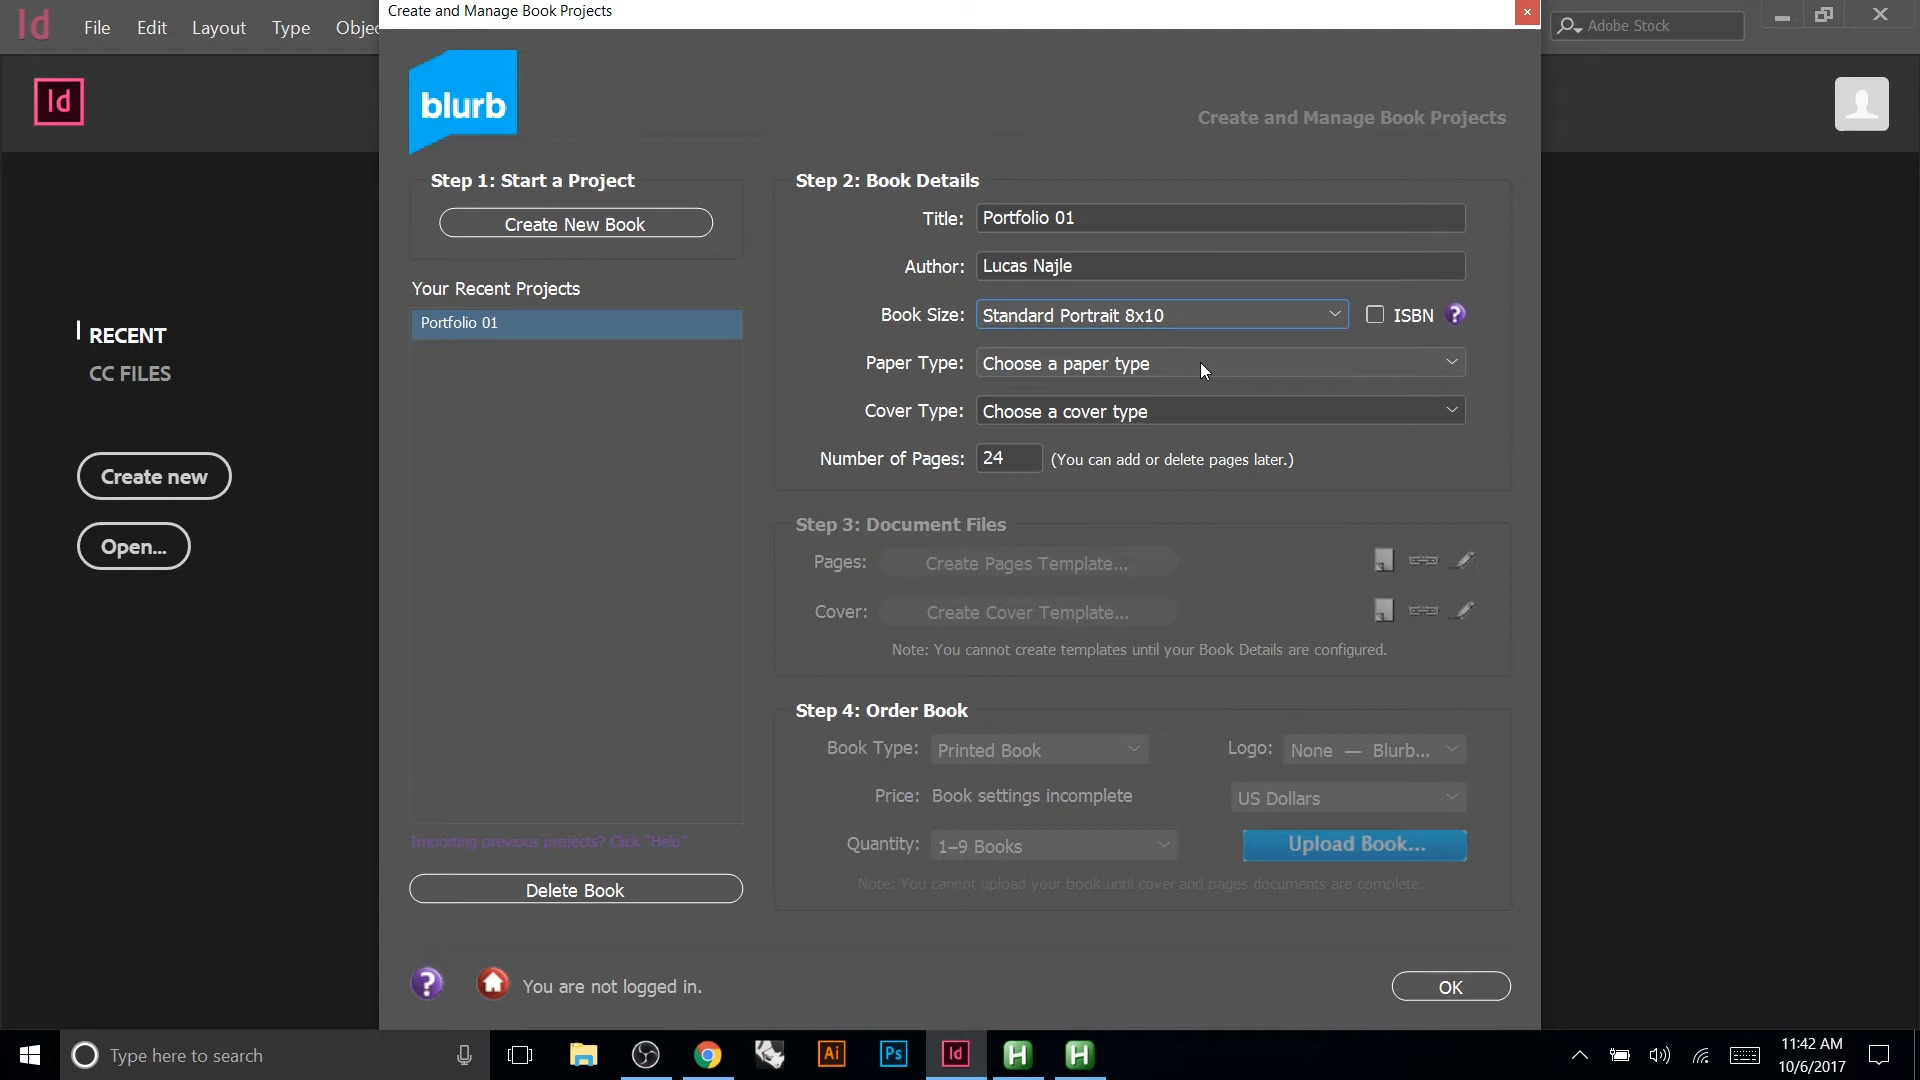 Create and Manage Book Projects
×
Id
File
Edit
Layout
Type
Objec
Adobe Stock
Id
blurb
Create and Manage Book Projects
Step 1: Start a Project
Create New Book
Your Recent Projects
Portfolio 01
RECENT
CC FILES
Create new
Open...
Importing previous projects? Click "Help"
Delete Book
Step 2: Book Details
Title: Portfolio 01
Author: Lucas Najle
Book Size: Standard Portrait 8x10 ISBN ?
Paper Type: Choose a paper type
Cover Type: Choose a cover type
Number of Pages: 24 (You can add or delete pages later.)
Step 3: Document Files
Pages: Create Pages Template...
Cover: Create Cover Template...
Note: You cannot create templates until your Book Details are configured.
Step 4: Order Book
Book Type: Printed Book Logo: None — Blurb...
Price: Book settings incomplete US Dollars
Quantity: 1–9 Books Upload Book...
Note: You cannot upload your book until cover and pages documents are complete.
? You are not logged in.
OK
Type here to search
Ai
Ps
Id
H
H
11:42 AM
10/6/2017